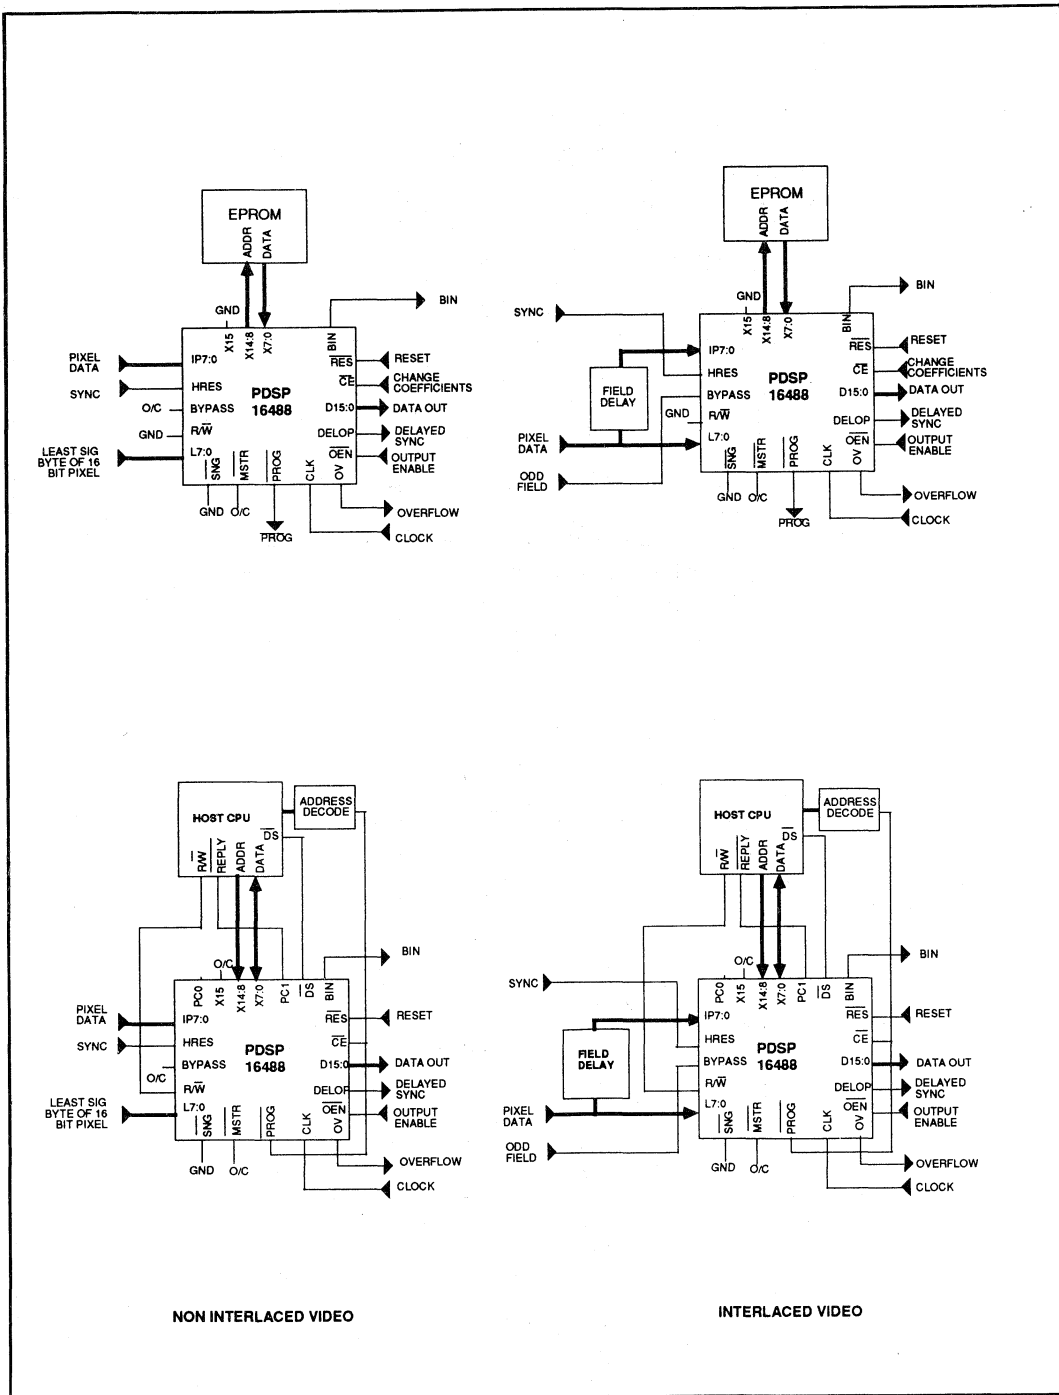 EPROM
ADDR
DATA
GND
X15
X14:8
X7:0
BIN
BIN
PIXEL
DATA
IP7:0
RES
RESET
SYNC
HRES
CE
CHANGE
COEFFICIENTS
PDSP
16488
O/C
BYPASS
D15:0
DATA OUT
GND
R/W
DELOP
DELAYED
SYNC
LEAST SIG
BYTE OF 16
BIT PIXEL
L7:0
OEN
OUTPUT
ENABLE
SNG
MSTR
PROG
CLK
OV
GND
O/C
PROG
OVERFLOW
CLOCK
EPROM
ADDR
DATA
GND
X15
X14:8
X7:0
BIN
BIN
SYNC
IP7:0
RES
RESET
FIELD
DELAY
HRES
CE
CHANGE
COEFFICIENTS
PDSP
16488
BYPASS
D15:0
DATA OUT
GND
R/W
DELOP
DELAYED
SYNC
PIXEL
DATA
L7:0
OEN
OUTPUT
ENABLE
ODD
FIELD
SNG
MSTR
PROG
CLK
OV
GND
O/C
PROG
OVERFLOW
CLOCK
HOST CPU
ADDRESS
DECODE
R/W
REPLY
ADDR
DATA
DS
O/C
PC0
X15
X14:8
X7:0
PC1
DS
BIN
BIN
PIXEL
DATA
IP7:0
RES
RESET
SYNC
HRES
CE
PDSP
16488
O/C
BYPASS
D15:0
DATA OUT
R/W
DELOP
DELAYED
SYNC
LEAST SIG
BYTE OF 16
BIT PIXEL
L7:0
OEN
OUTPUT
ENABLE
SNG
MSTR
PROG
CLK
OV
GND
O/C
OVERFLOW
CLOCK
HOST CPU
ADDRESS
DECODE
R/W
REPLY
ADDR
DATA
DS
O/C
PC0
X15
X14:8
X7:0
PC1
DS
BIN
BIN
SYNC
IP7:0
RES
RESET
FIELD
DELAY
HRES
CE
PDSP
16488
BYPASS
D15:0
DATA OUT
R/W
DELOP
DELAYED
SYNC
PIXEL
DATA
L7:0
OEN
OUTPUT
ENABLE
ODD
FIELD
SNG
MSTR
PROG
CLK
OV
GND
O/C
OVERFLOW
CLOCK
NON INTERLACED VIDEO
INTERLACED VIDEO